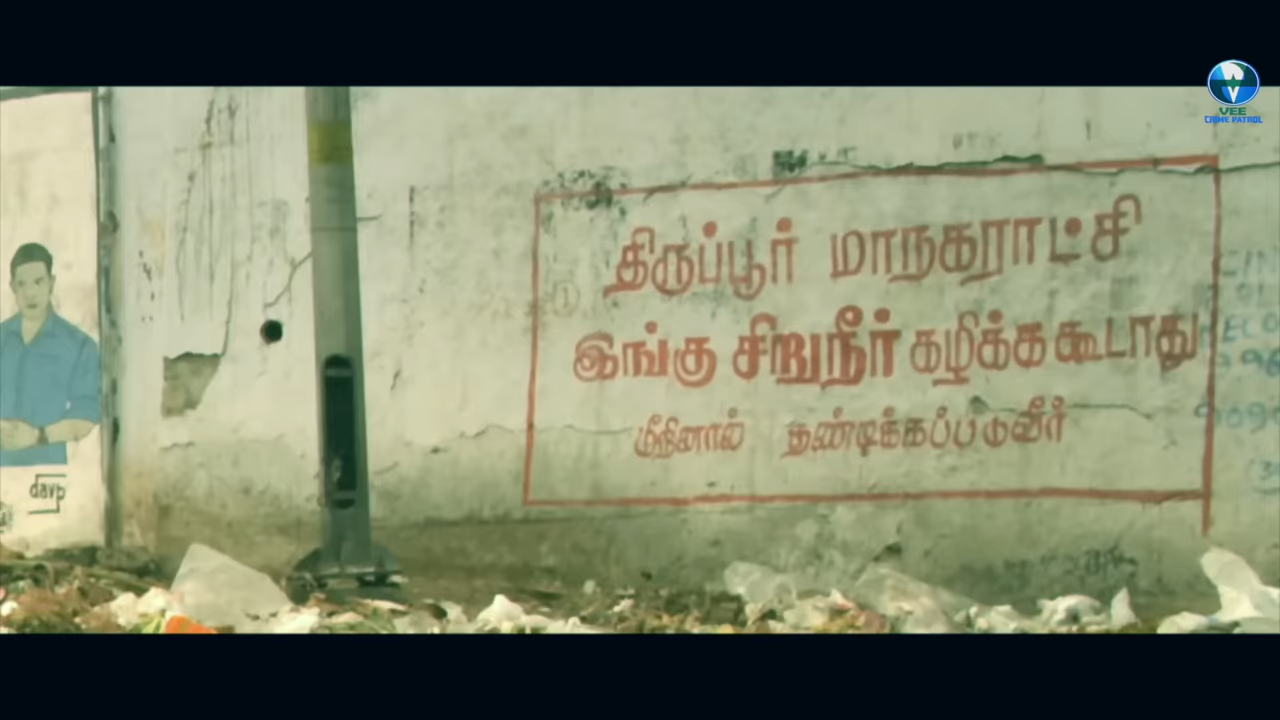 VEE
CRIME PATROL
திருப்பூர் மாநகராட்சி
இங்கு சிறுநீர் கழிக்க கூடாது
மீறினால் தண்டிக்கப்படுவீர்
davp